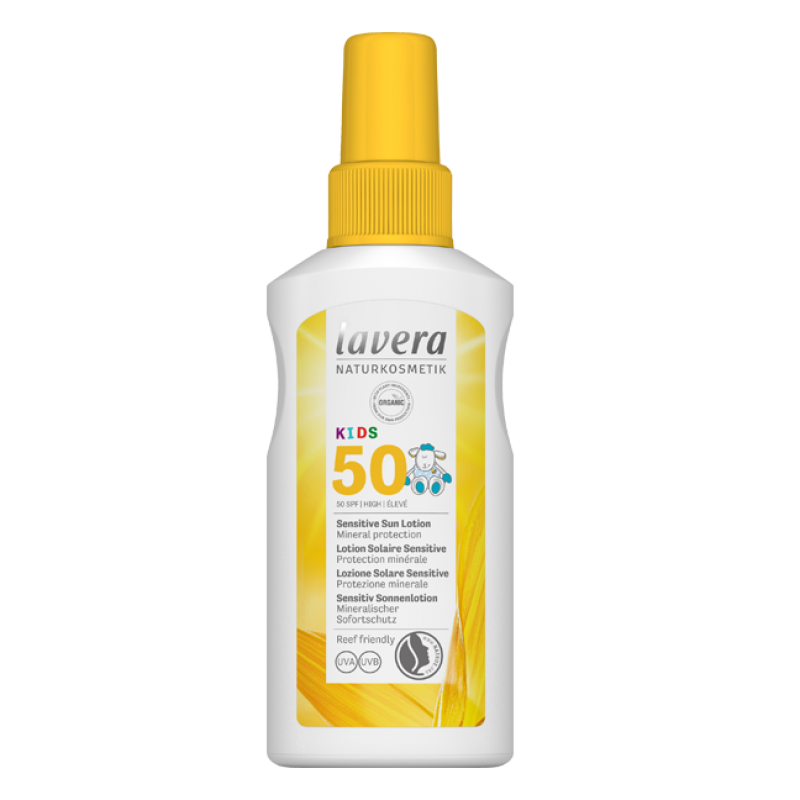 lavera
NATURKOSMETIK
ORGANIC
KIDS
50
50 SPF | HIGH | ÉLEVÉ
Sensitive Sun Lotion
Mineral protection
Lotion Solaire Sensitive
Protection minérale
Lozione Solare Sensitive
Protezione minerale
Sensitiv Sonnenlotion
Mineralischer
Sofortschutz
Reef friendly
UVA UVB